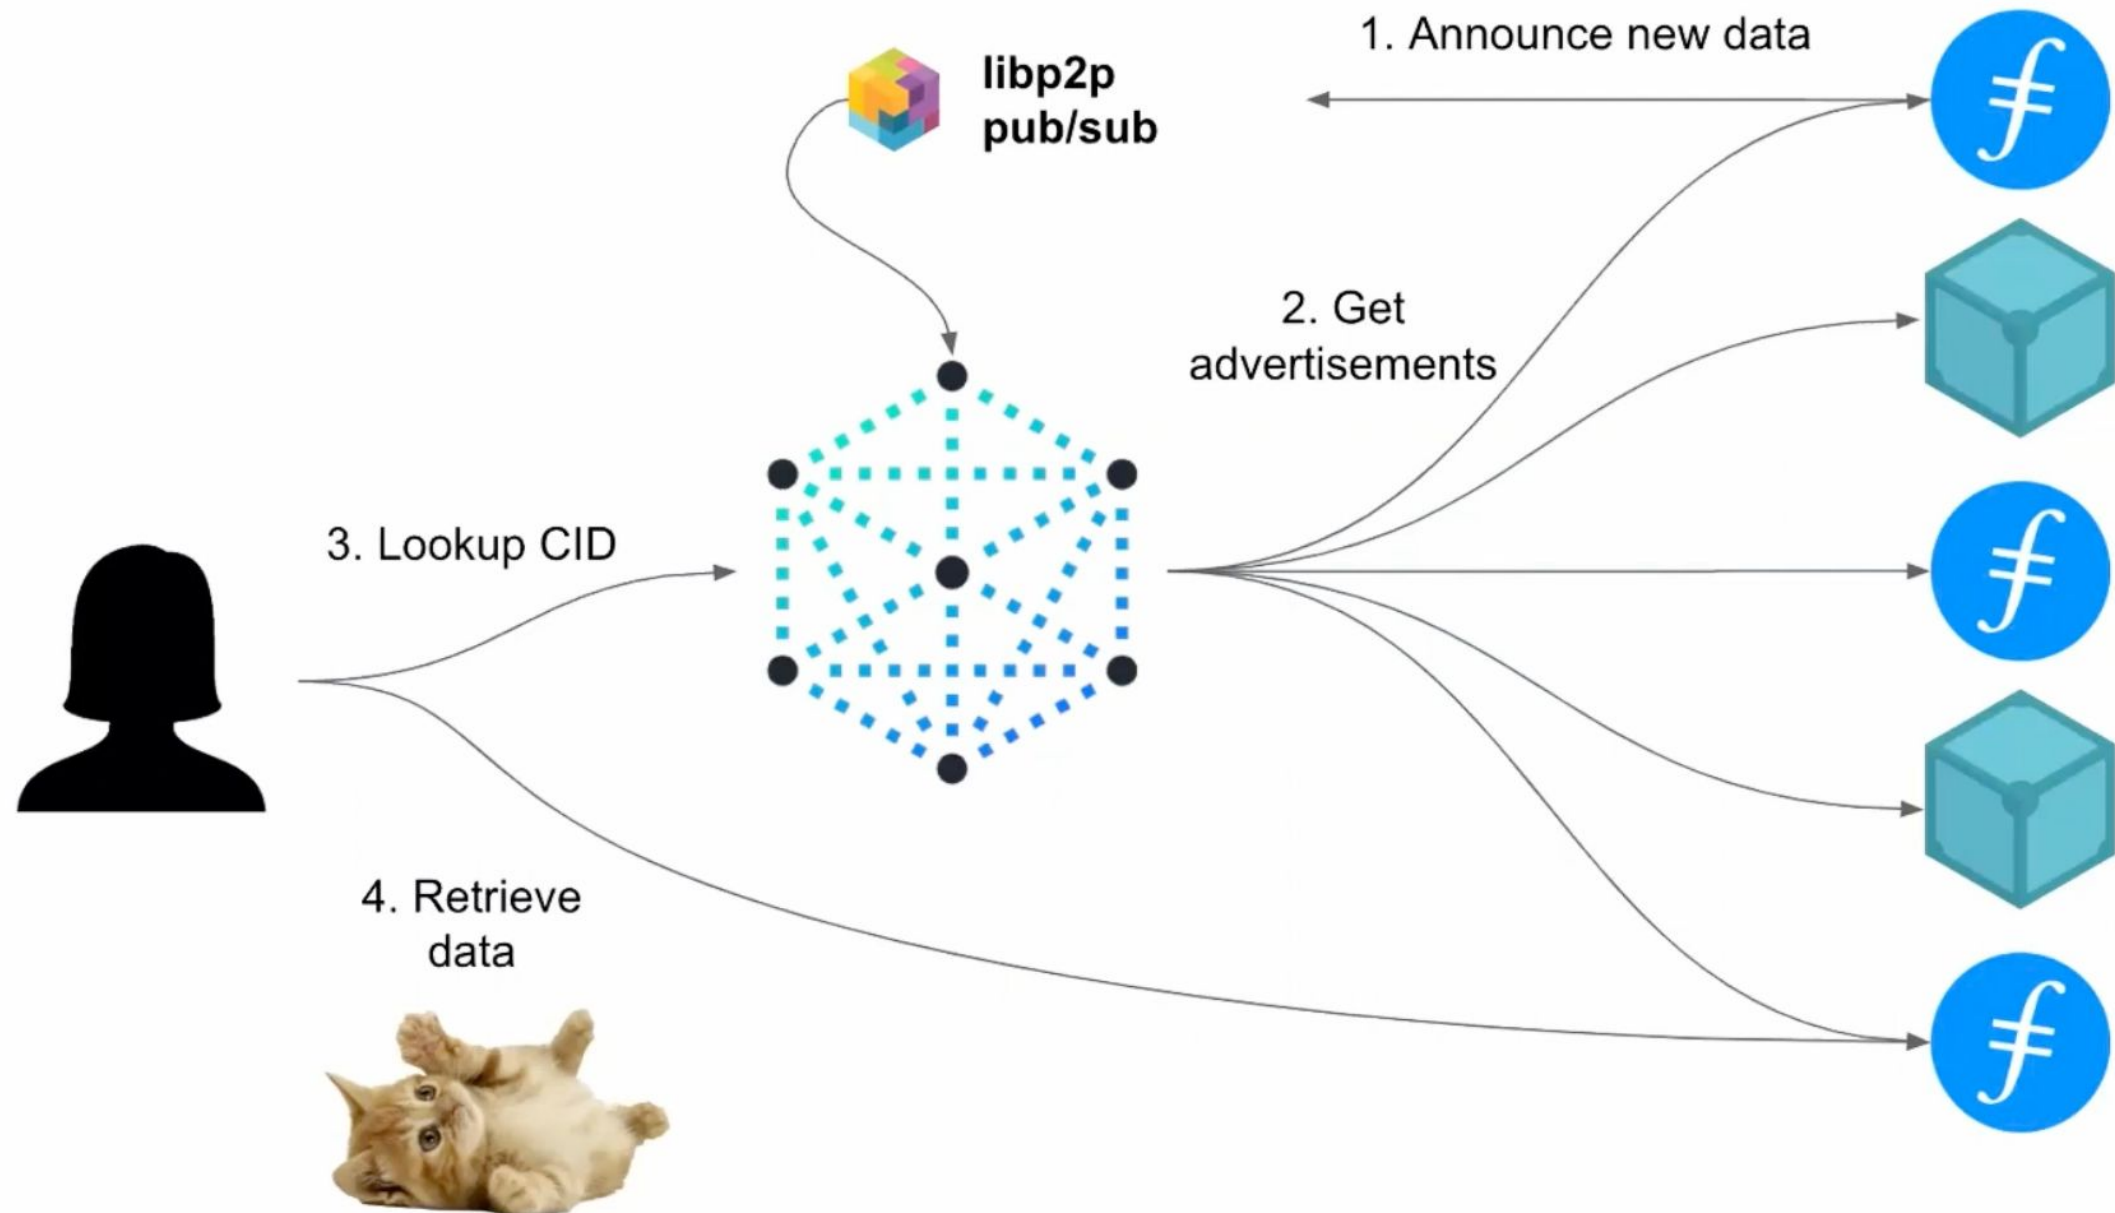 libp2p
pub/sub
1. Announce new data
2. Get
advertisements
3. Lookup CID
4. Retrieve
data